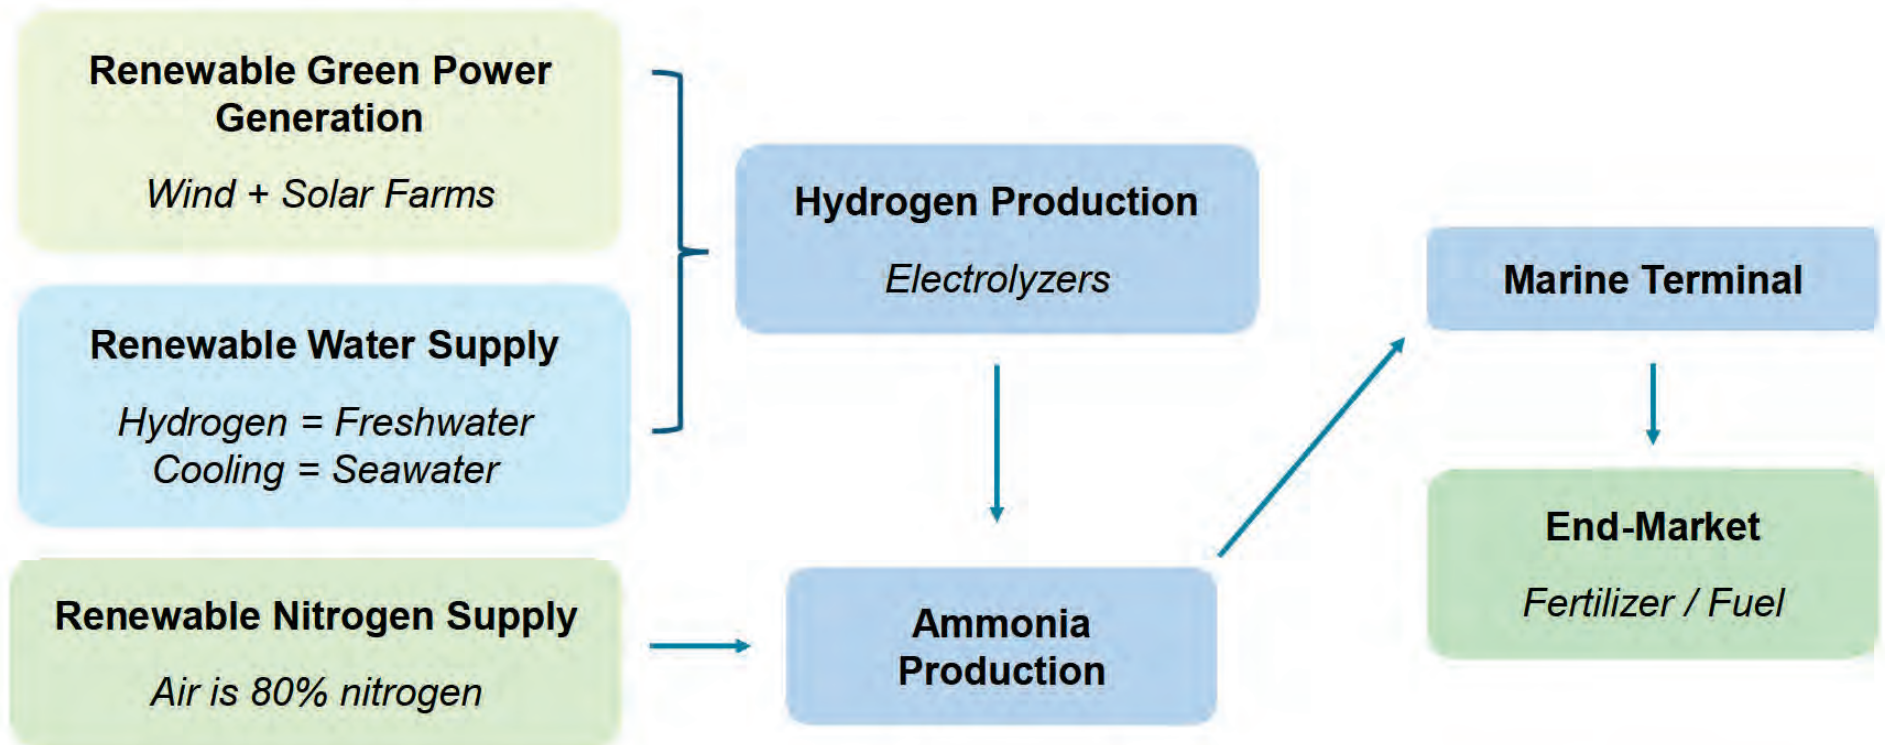 Renewable Green Power
Generation
Wind + Solar Farms
Renewable Water Supply
Hydrogen = Freshwater
Cooling = Seawater
Renewable Nitrogen Supply
Air is 80% nitrogen
Hydrogen Production
Electrolyzers
Ammonia
Production
Marine Terminal
End-Market
Fertilizer / Fuel